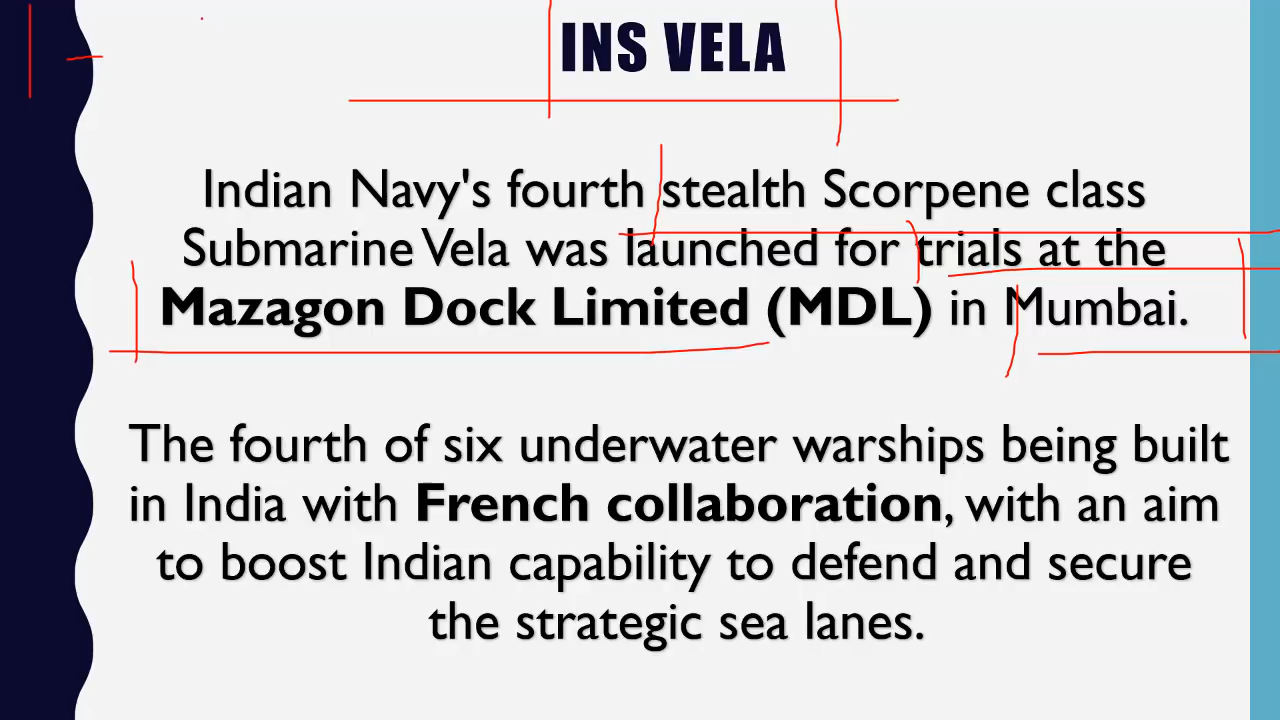 INS VELA
Indian Navy's fourth stealth Scorpene class
Submarine Vela was launched for trials at the
Mazagon Dock Limited (MDL) in Mumbai.
The fourth of six underwater warships being built
in India with French collaboration, with an aim
to boost Indian capability to defend and secure
the strategic sea lanes.